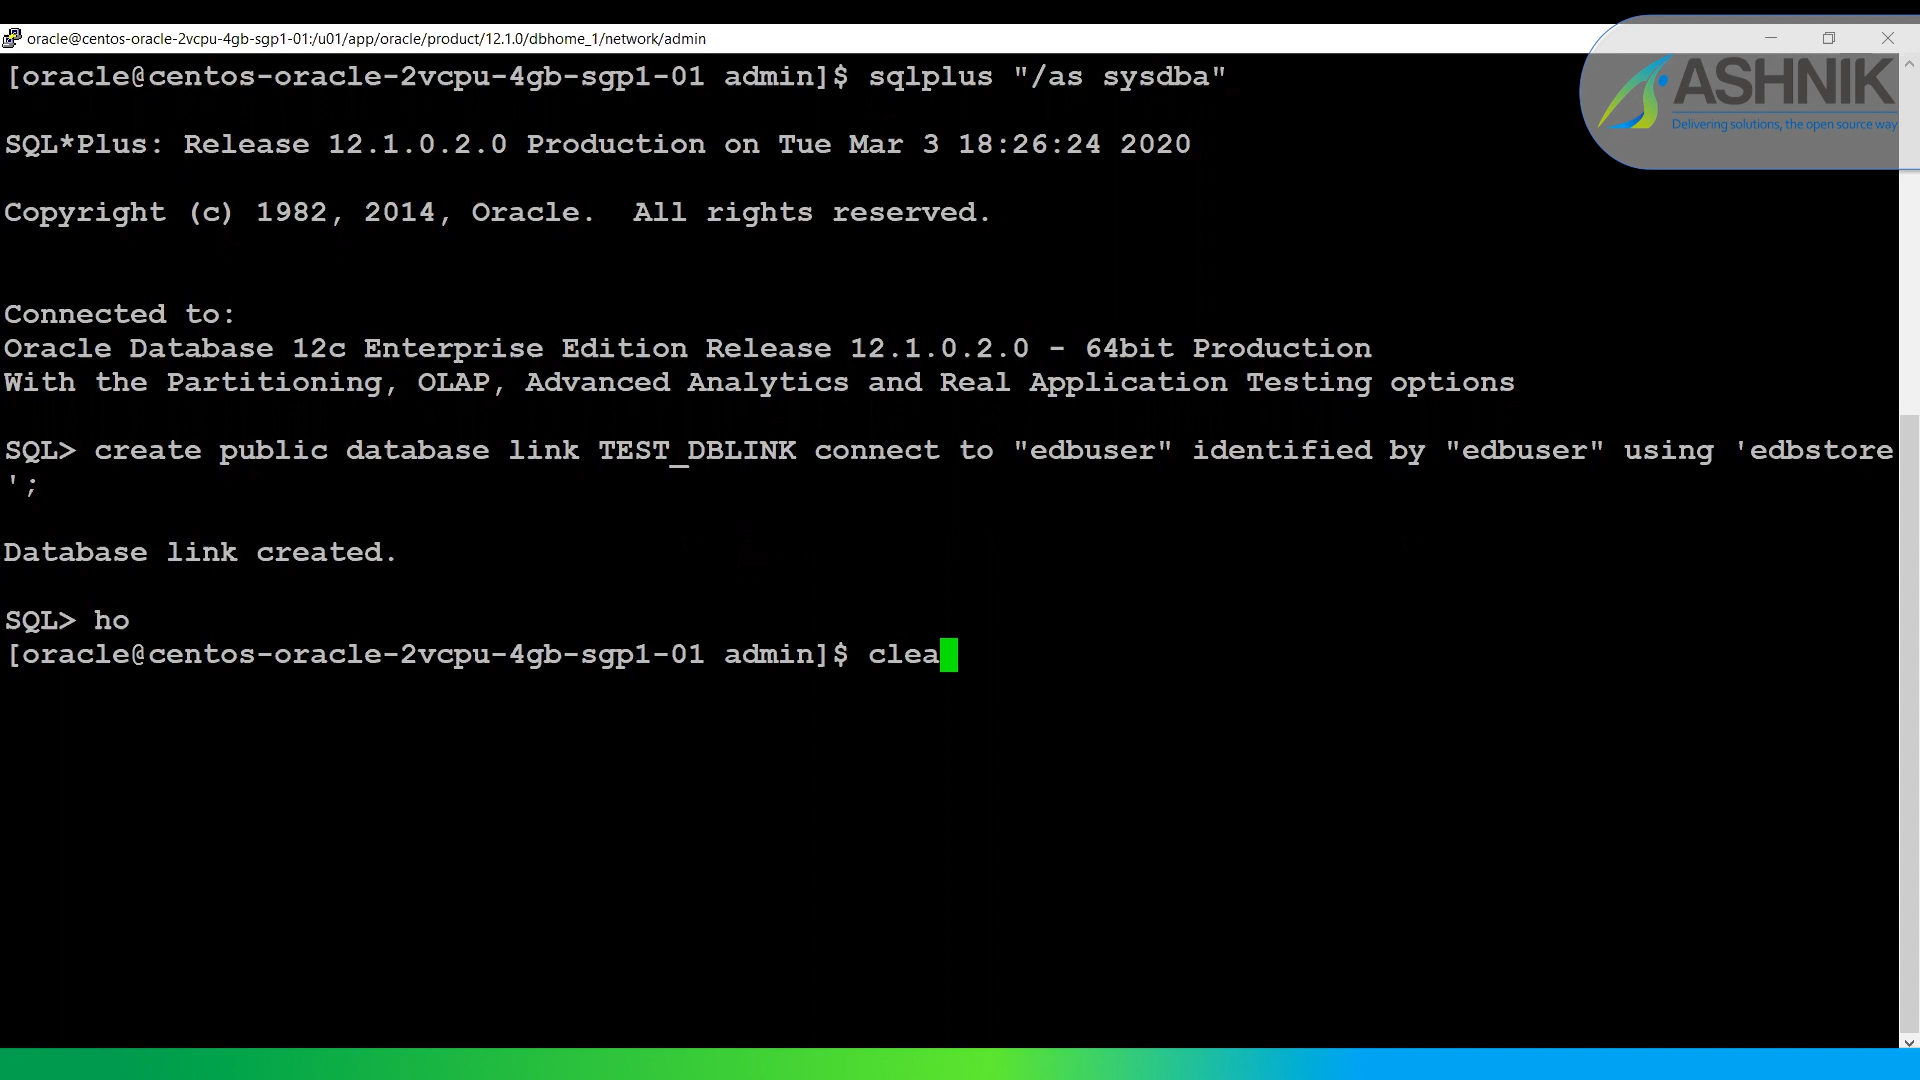 oracle@centos-oracle-2vcpu-4gb-sgp1-01:/u01/app/oracle/product/12.1.0/dbhome_1/network/admin
ASHNIK
Delivering solutions, the open source way
[oracle@centos-oracle-2vcpu-4gb-sgp1-01 admin]$ sqlplus "/as sysdba"
SQL*Plus: Release 12.1.0.2.0 Production on Tue Mar 3 18:26:24 2020
Copyright (c) 1982, 2014, Oracle.  All rights reserved.
Connected to:
Oracle Database 12c Enterprise Edition Release 12.1.0.2.0 - 64bit Production
With the Partitioning, OLAP, Advanced Analytics and Real Application Testing options
SQL> create public database link TEST_DBLINK connect to "edbuser" identified by "edbuser" using 'edbstore
';
Database link created.
SQL> ho
[oracle@centos-oracle-2vcpu-4gb-sgp1-01 admin]$ clea